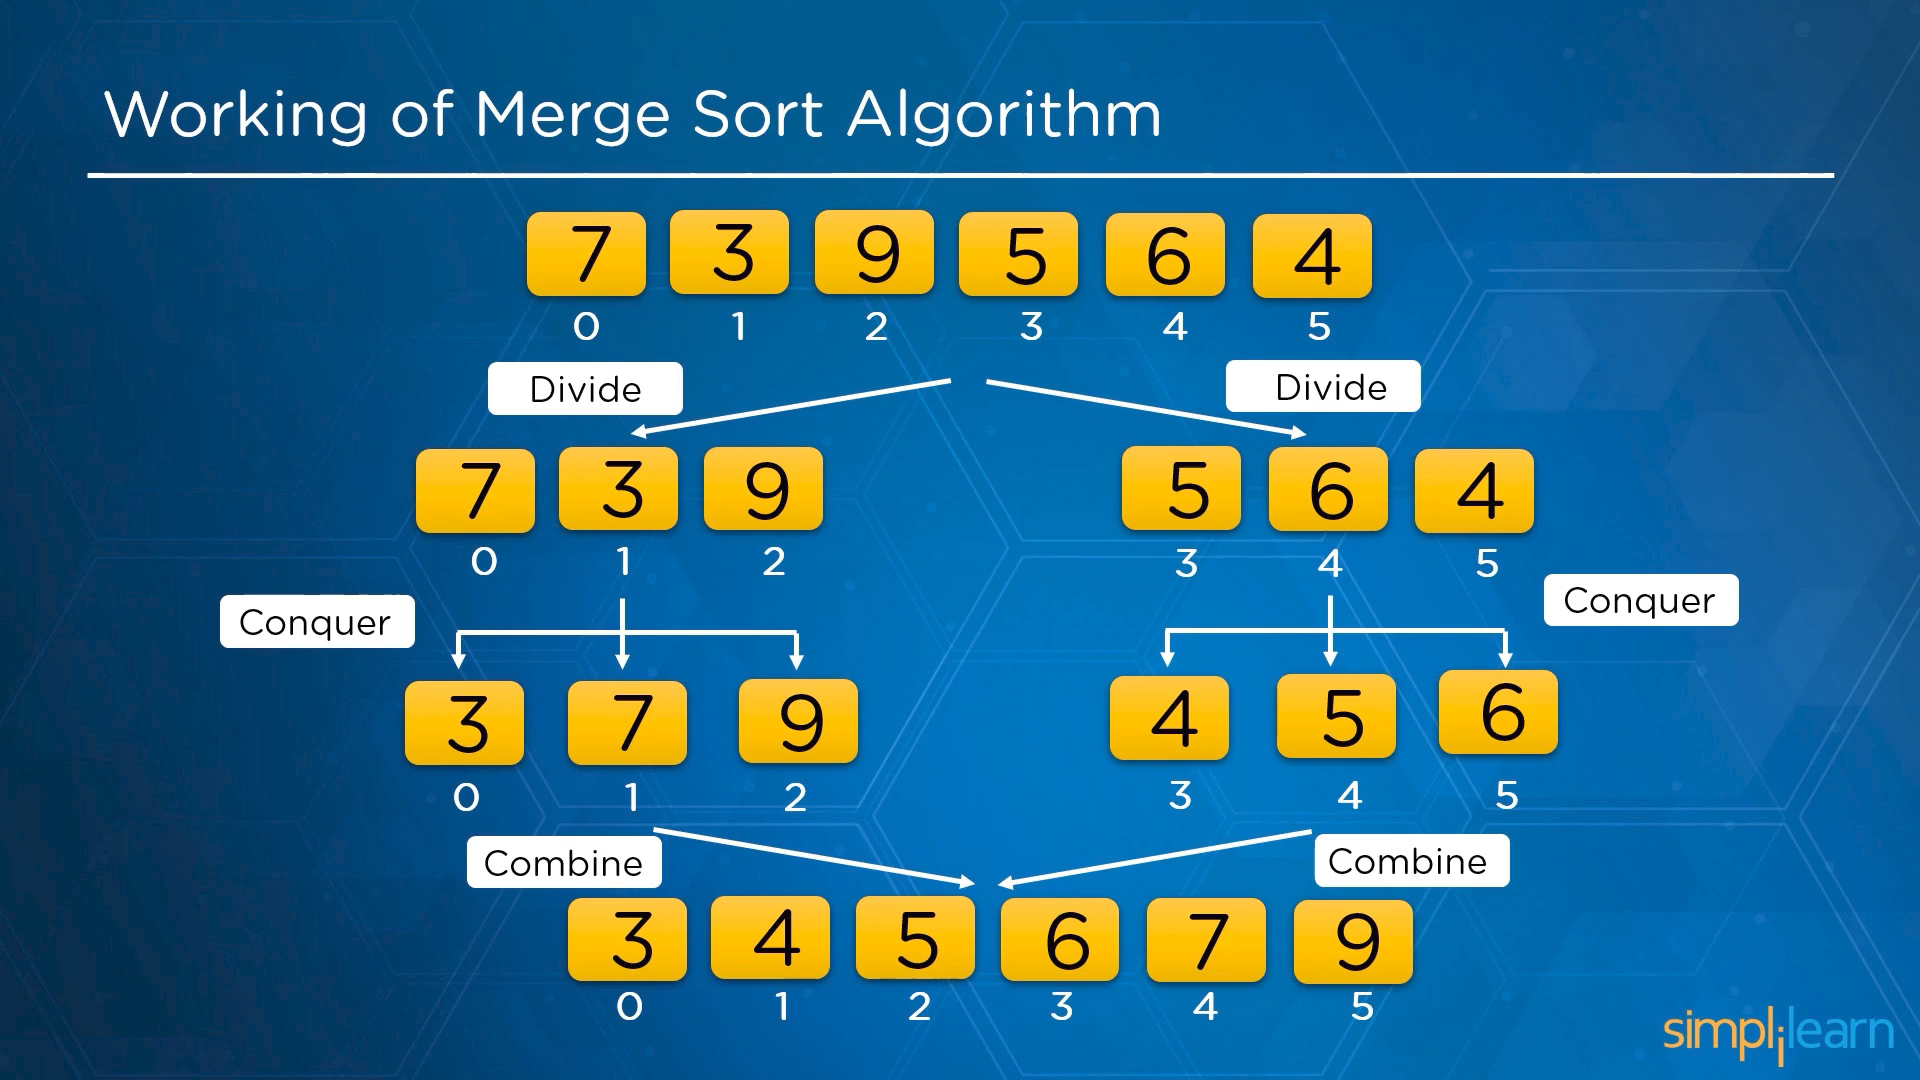 Working of Merge Sort Algorithm
7 3 9 5 6 4
0 1 2 3 4 5
Divide Divide
7 3 9 5 6 4
0 1 2 3 4 5
Conquer Conquer
3 7 9 4 5 6
0 1 2 3 4 5
Combine Combine
3 4 5 6 7 9
0 1 2 3 4 5
simplilearn